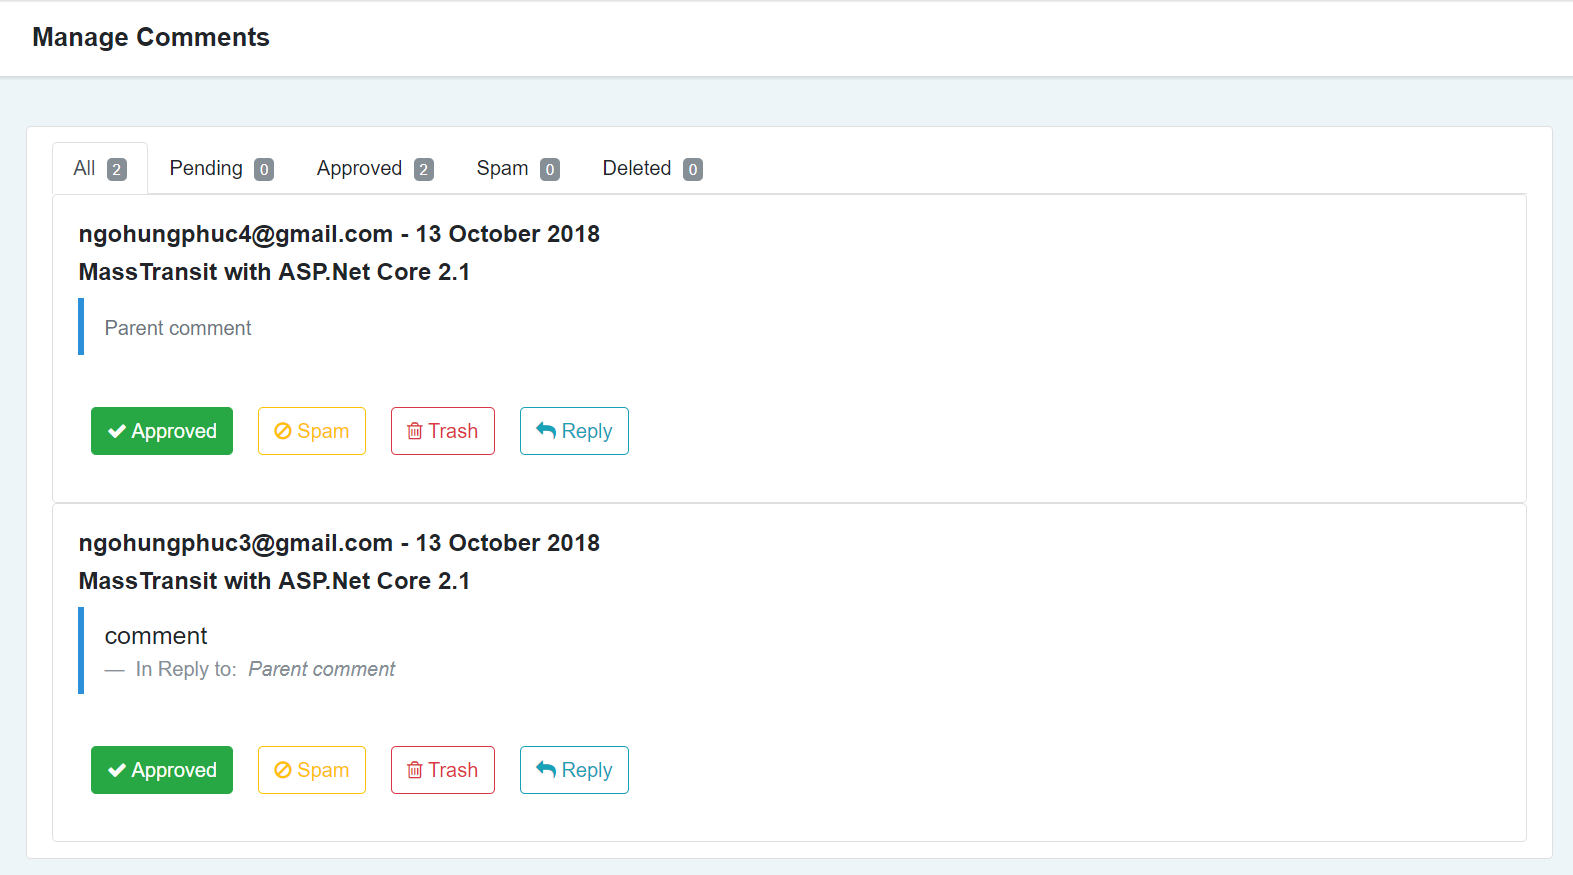 Manage Comments
All 2 Pending 0 Approved 2 Spam 0 Deleted 0
ngohungphuc4@gmail.com - 13 October 2018
MassTransit with ASP.Net Core 2.1
Parent comment
Approved Spam Trash Reply
ngohungphuc3@gmail.com - 13 October 2018
MassTransit with ASP.Net Core 2.1
comment
— In Reply to: Parent comment
Approved Spam Trash Reply